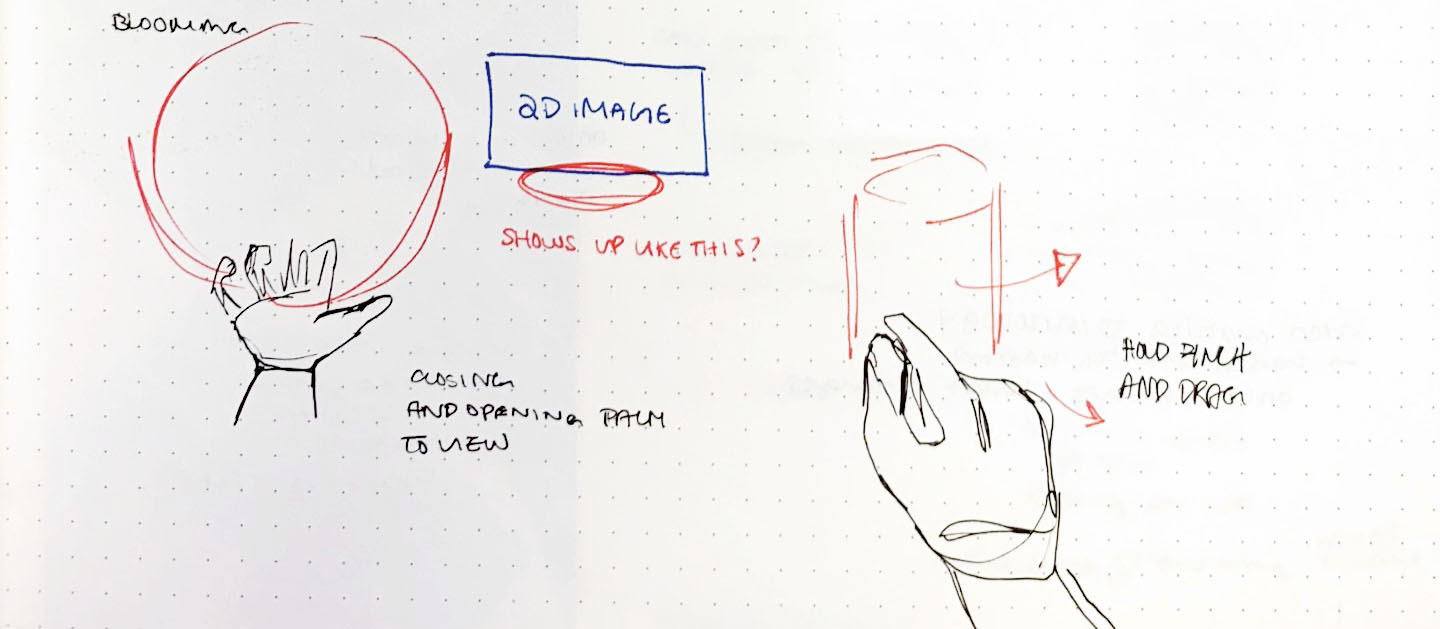 BLOOMING
2D IMAGE
SHOWS UP LIKE THIS?
CLOSING
AND OPENING PALM
TO VIEW
HOLD PINCH
AND DRAG